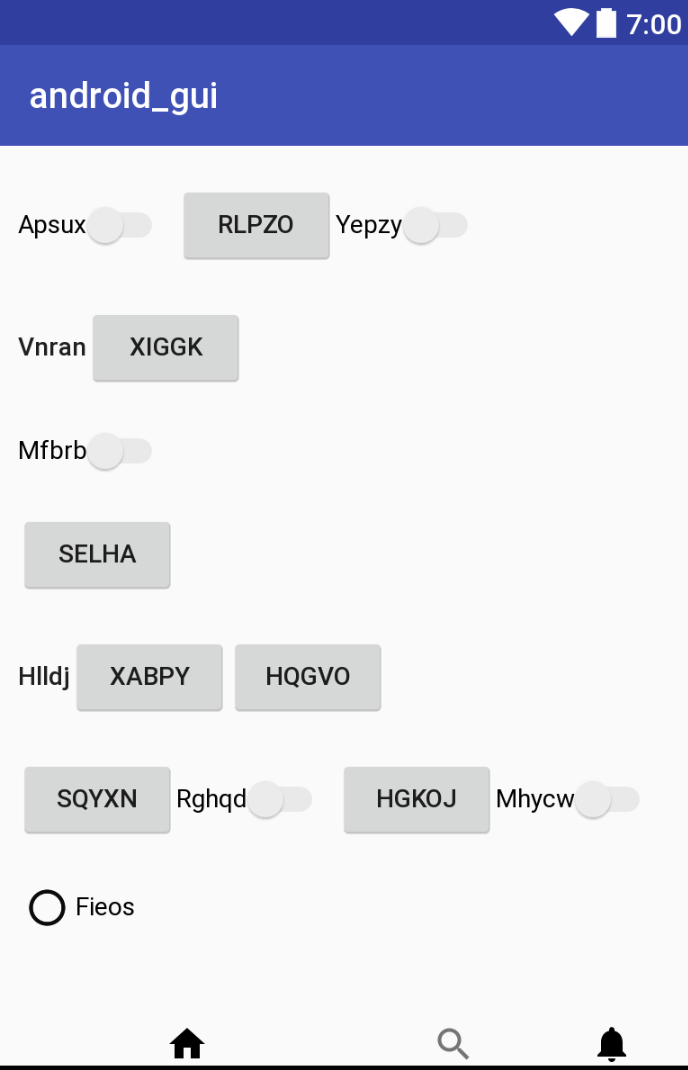 7:00
android_gui
Apsux RLPZO Yepzy
Vnran XIGGK
Mfbrb
SELHA
Hlldj XABPY HQGVO
SQYXN Rghqd HGKOJ Mhycw
Fieos